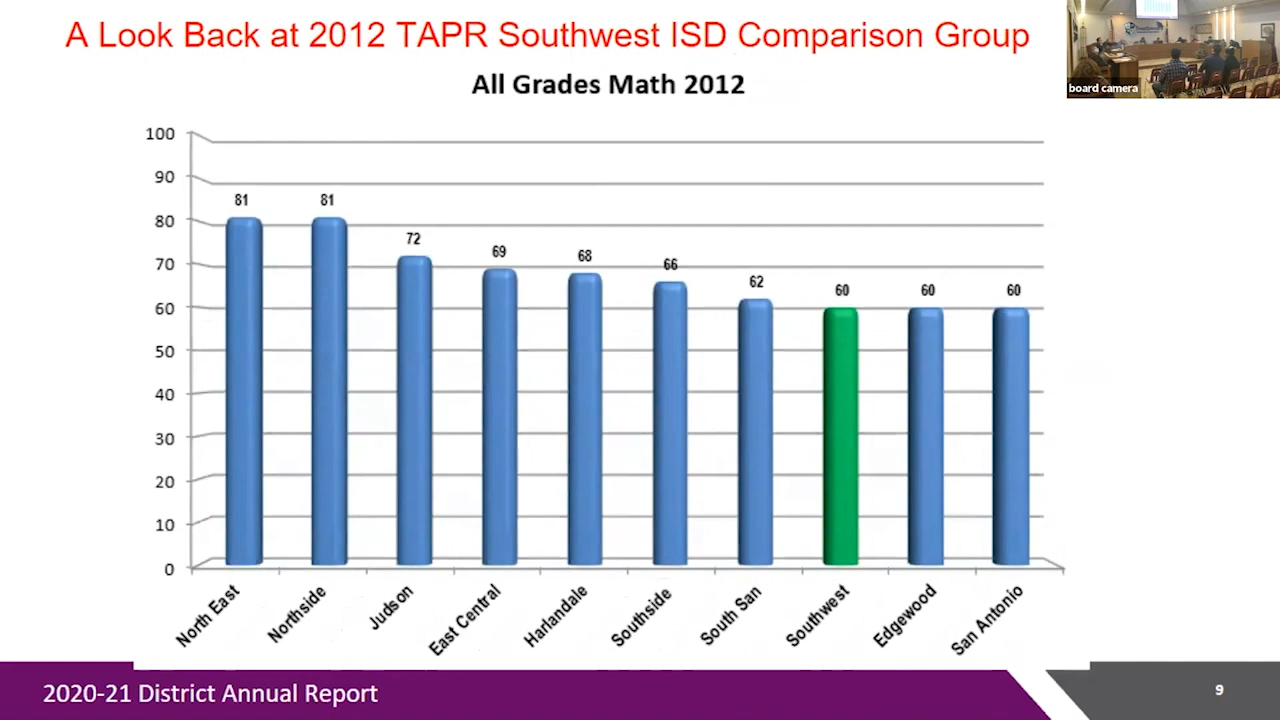 A Look Back at 2012 TAPR Southwest ISD Comparison Group
board camera
All Grades Math 2012
100
90
80
70
60
50
40
30
20
10
0
81
81
72
69
68
66
62
60
60
60
North East
Northside
Judson
East Central
Harlandale
Southside
South San
Southwest
Edgewood
San Antonio
2020-21 District Annual Report
9